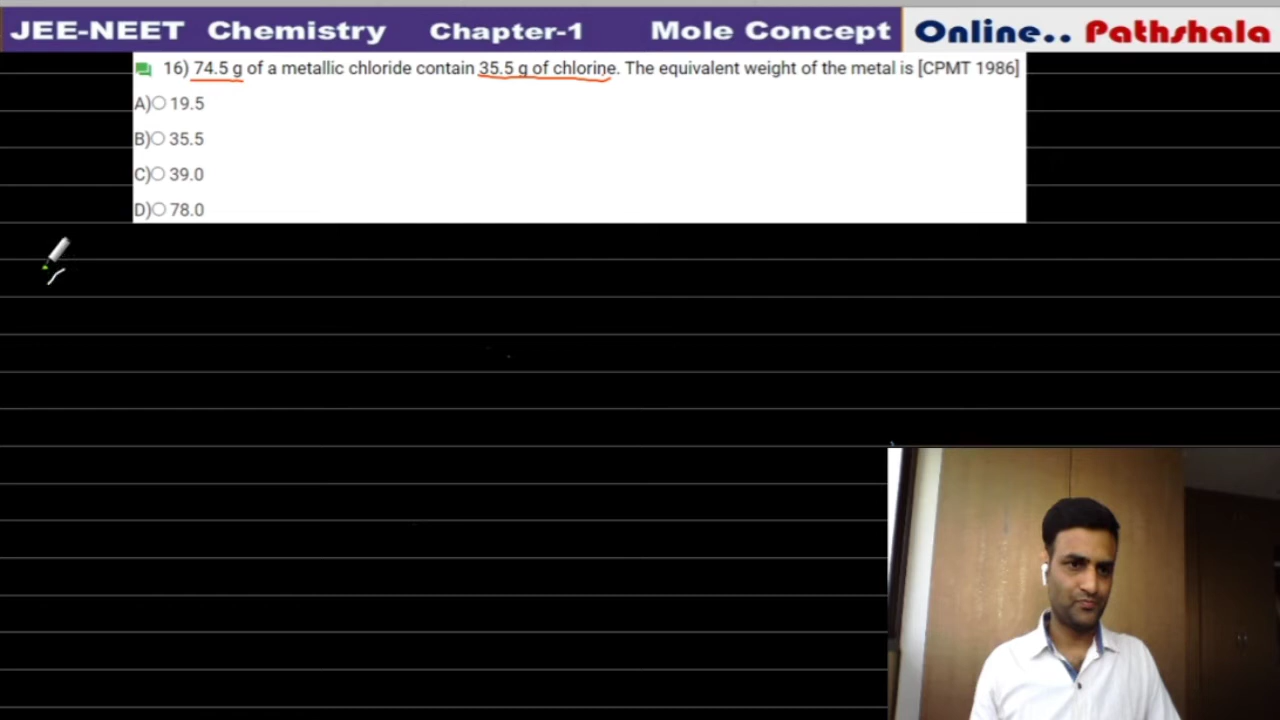 JEE-NEET Chemistry Chapter-1 Mole Concept Online.. Pathshala
16) 74.5 g of a metallic chloride contain 35.5 g of chlorine. The equivalent weight of the metal is [CPMT 1986]
A) 19.5
B) 35.5
C) 39.0
D) 78.0